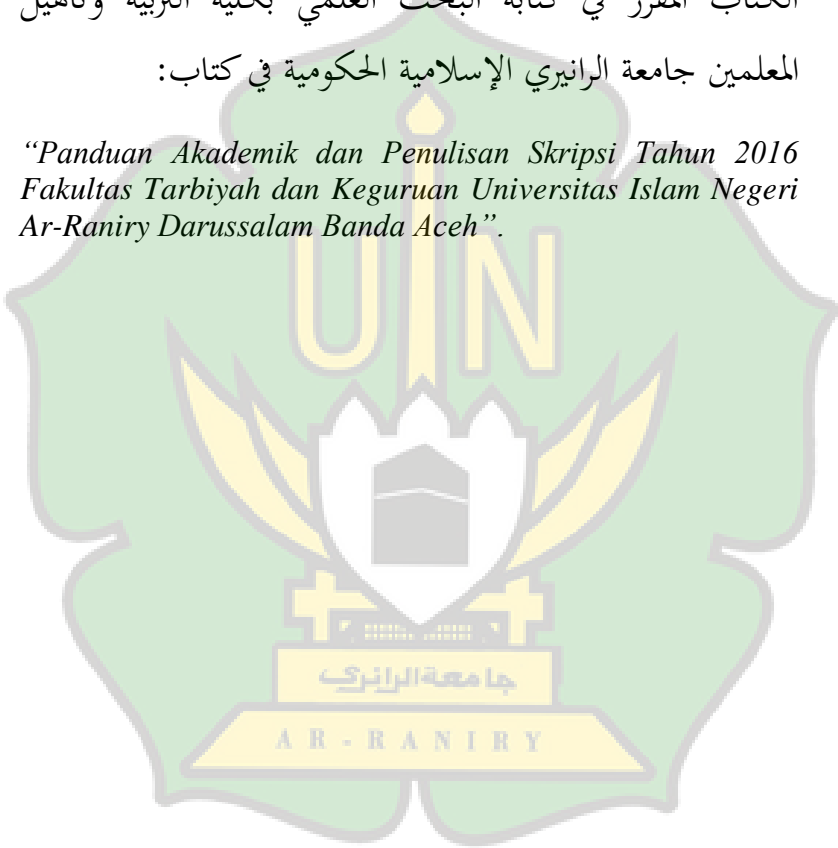 الكتاب المقرر في كتابة البحث العلمي بكلية التربية وتأهيل
المعلمين جامعة الرانيري الإسلامية الحكومية في كتاب:
“Panduan Akademik dan Penulisan Skripsi Tahun 2016
Fakultas Tarbiyah dan Keguruan Universitas Islam Negeri
Ar-Raniry Darussalam Banda Aceh”.
UIN
جامعة الرانري
AR-RANIRY